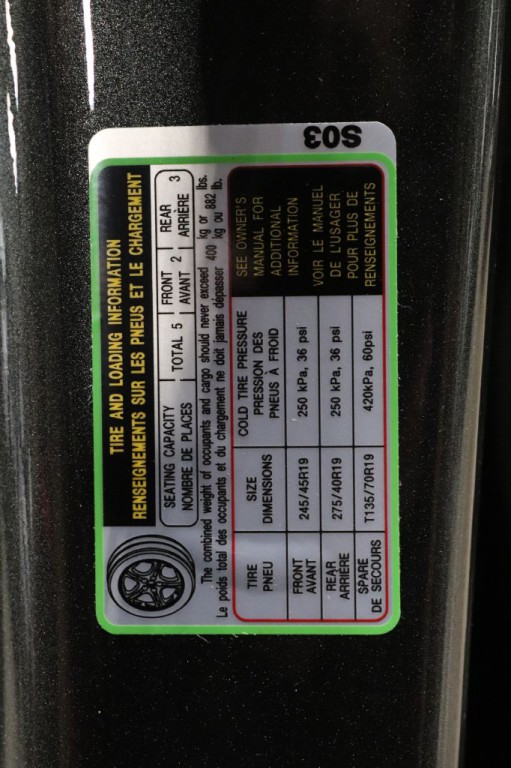 S03
TIRE AND LOADING INFORMATION
RENSEIGNEMENTS SUR LES PNEUS ET LE CHARGEMENT
SEATING CAPACITY TOTAL 5 FRONT 2 REAR 3
NOMBRE DE PLACES AVANT ARRIÈRE
The combined weight of occupants and cargo should never exceed 400 kg or 882 lbs.
Le poids total des occupants et du chargement ne doit jamais dépasser kg ou lb.
TIRE SIZE COLD TIRE PRESSURE SEE OWNER'S
PNEU DIMENSIONS PRESSION DES MANUAL FOR
PNEUS À FROID ADDITIONAL
INFORMATION
FRONT 245/45R19 250 kPa, 36 psi VOIR LE MANUEL
AVANT DE L'USAGER
REAR 275/40R19 250 kPa, 36 psi POUR PLUS DE
ARRIÈRE RENSEIGNEMENTS
SPARE T135/70R19 420kPa, 60psi
DE SECOURS